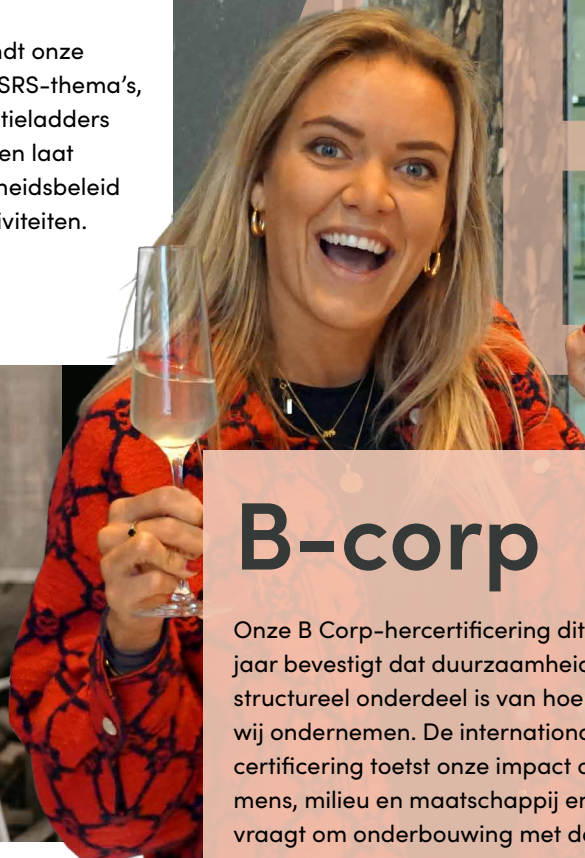 ndt onze
SRS-thema's,
tieladders
en laat
heidsbeleid
iviteiten.
B-corp
Onze B Corp-hercertificering dit
jaar bevestigt dat duurzaamheid
structureel onderdeel is van hoe
wij ondernemen. De internationa
certificering toetst onze impact o
mens, milieu en maatschappij en
vraagt om onderbouwing met da